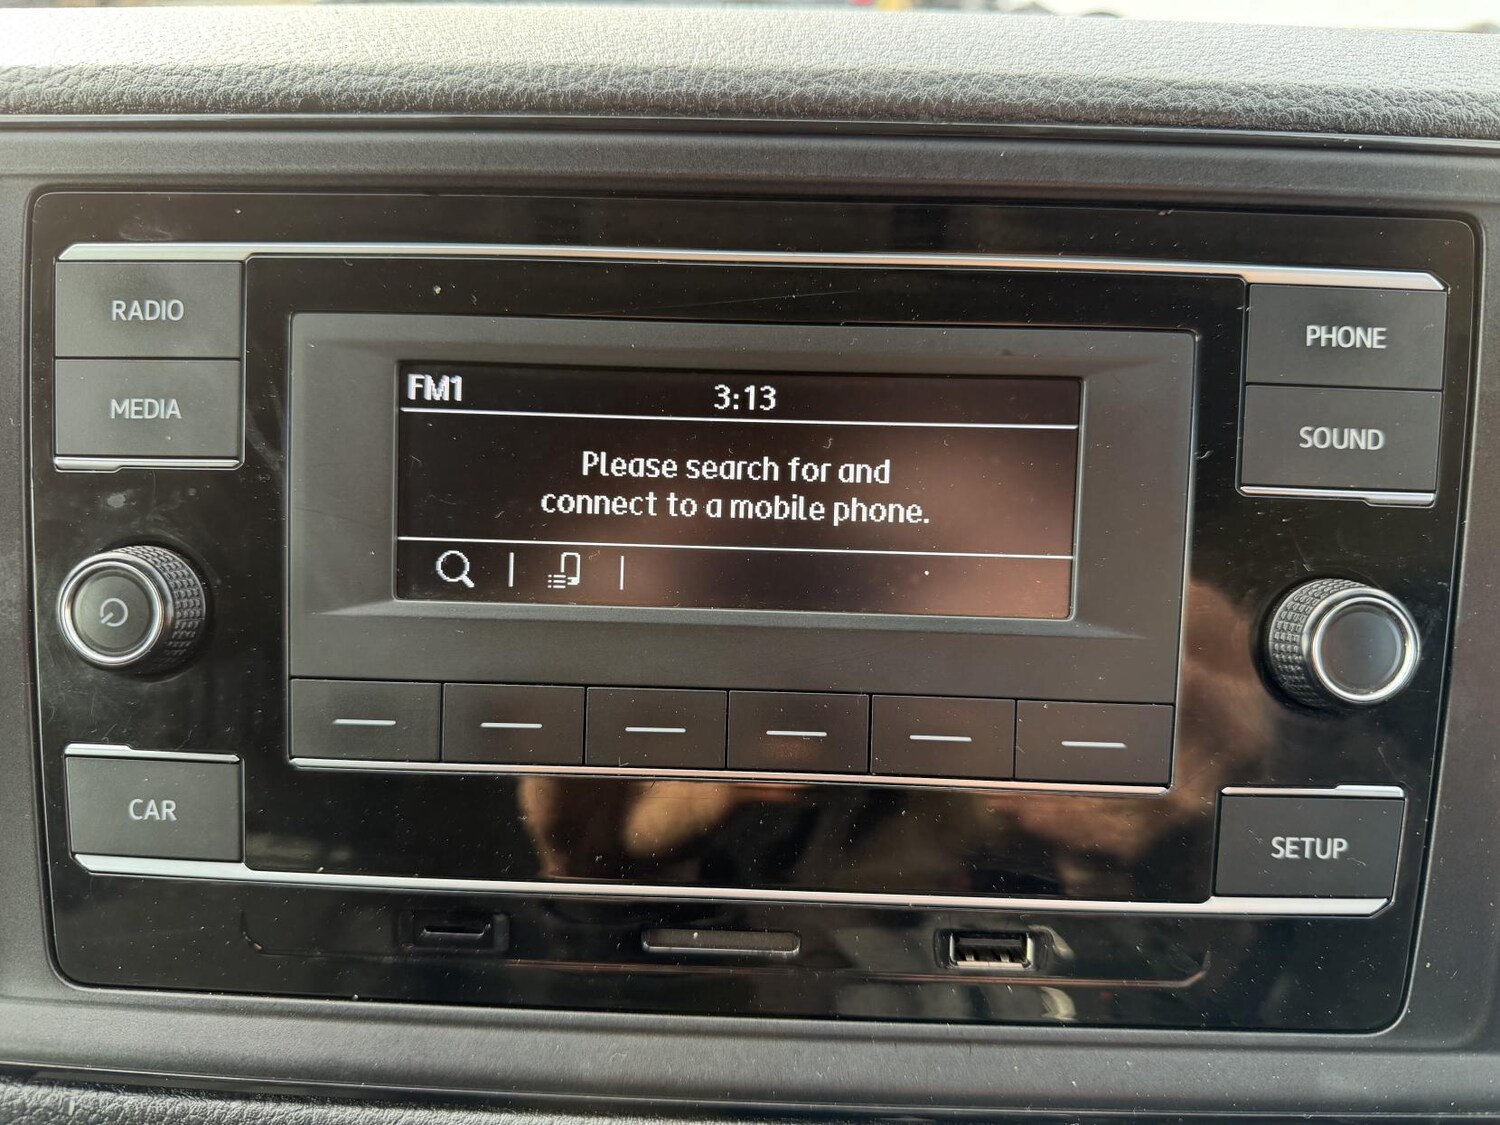 RADIO
MEDIA
FM1 3:13
Please search for and
connect to a mobile phone.
PHONE
SOUND
CAR
SETUP